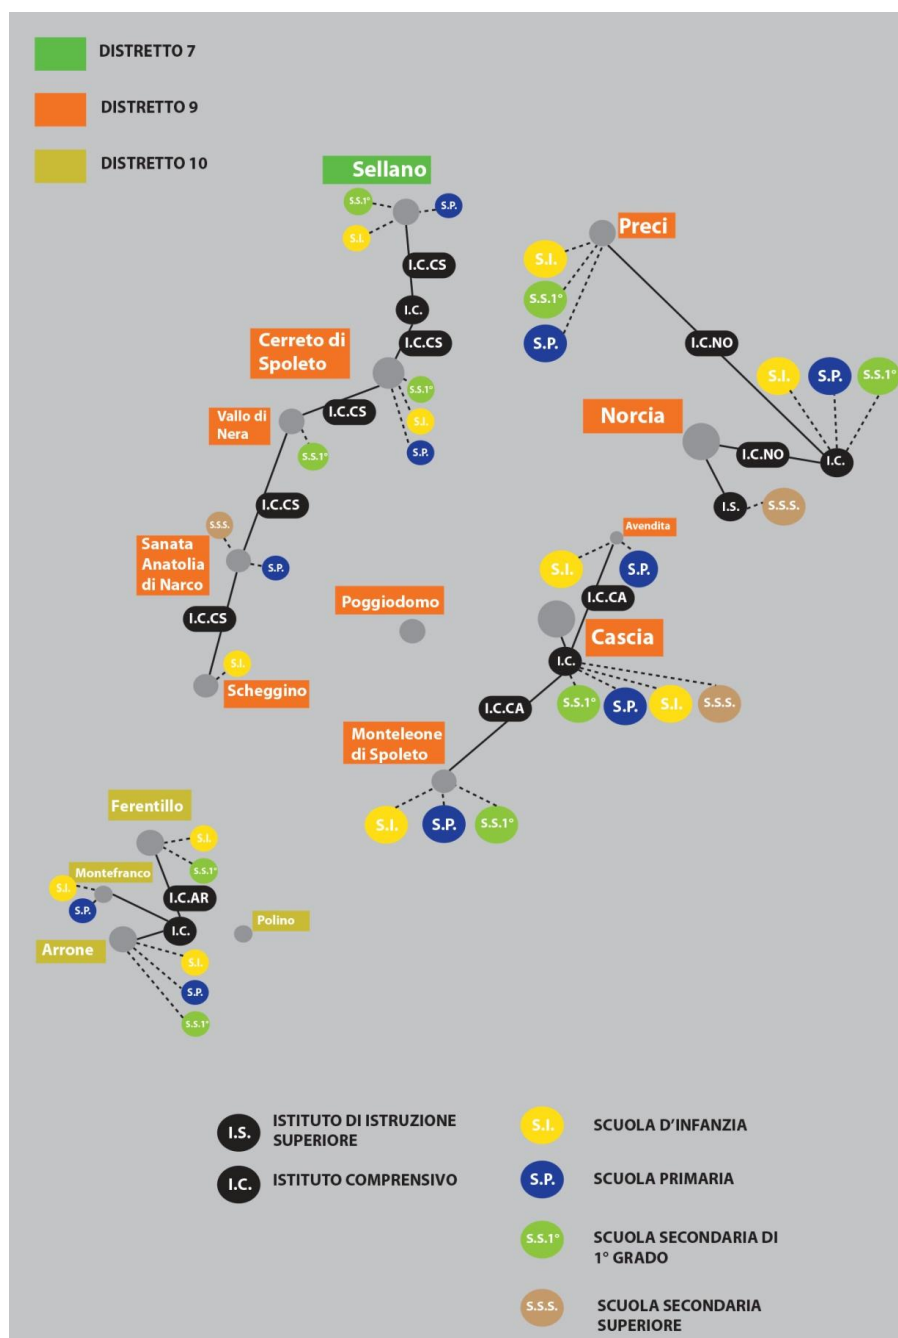 DISTRETTO 7
DISTRETTO 9
DISTRETTO 10
Sellano
S.S.1°
S.P.
S.I.
I.C.CS
I.C.
I.C.CS
Cerreto di
Spoleto
S.S.1°
S.I.
S.P.
I.C.CS
Vallo di
Nera
S.S.1°
I.C.CS
S.S.S.
Sanata
Anatolia
di Narco
S.P.
I.C.CS
S.I.
Scheggino
Preci
S.I.
S.S.1°
S.P.
I.C.NO
S.I.
S.P.
S.S.1°
Norcia
I.C.NO
I.C.
I.S.
S.S.S.
Avendita
S.I.
S.P.
I.C.CA
Poggiodomo
Cascia
I.C.
S.S.1°
S.P.
S.I.
S.S.S.
I.C.CA
Monteleone
di Spoleto
S.I.
S.P.
S.S.1°
Ferentillo
S.I.
S.S.1°
Montefranco
S.I.
S.P.
I.C.AR
I.C.
Polino
Arrone
S.I.
S.P.
S.S.1°
I.S.
ISTITUTO DI ISTRUZIONE
SUPERIORE
I.C.
ISTITUTO COMPRENSIVO
S.I.
SCUOLA D'INFANZIA
S.P.
SCUOLA PRIMARIA
S.S.1°
SCUOLA SECONDARIA DI
1° GRADO
S.S.S.
SCUOLA SECONDARIA
SUPERIORE